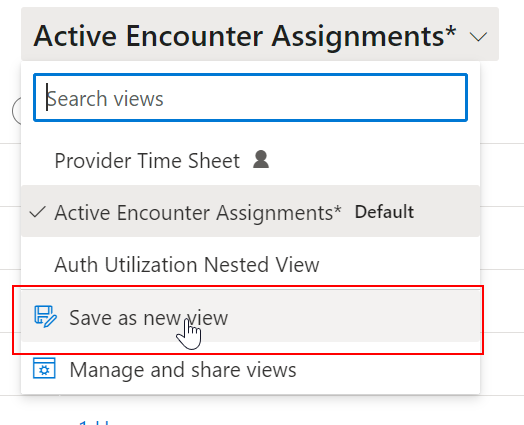 Active Encounter Assignments*
Search views
Provider Time Sheet
Active Encounter Assignments* Default
Auth Utilization Nested View
Save as new view
Manage and share views